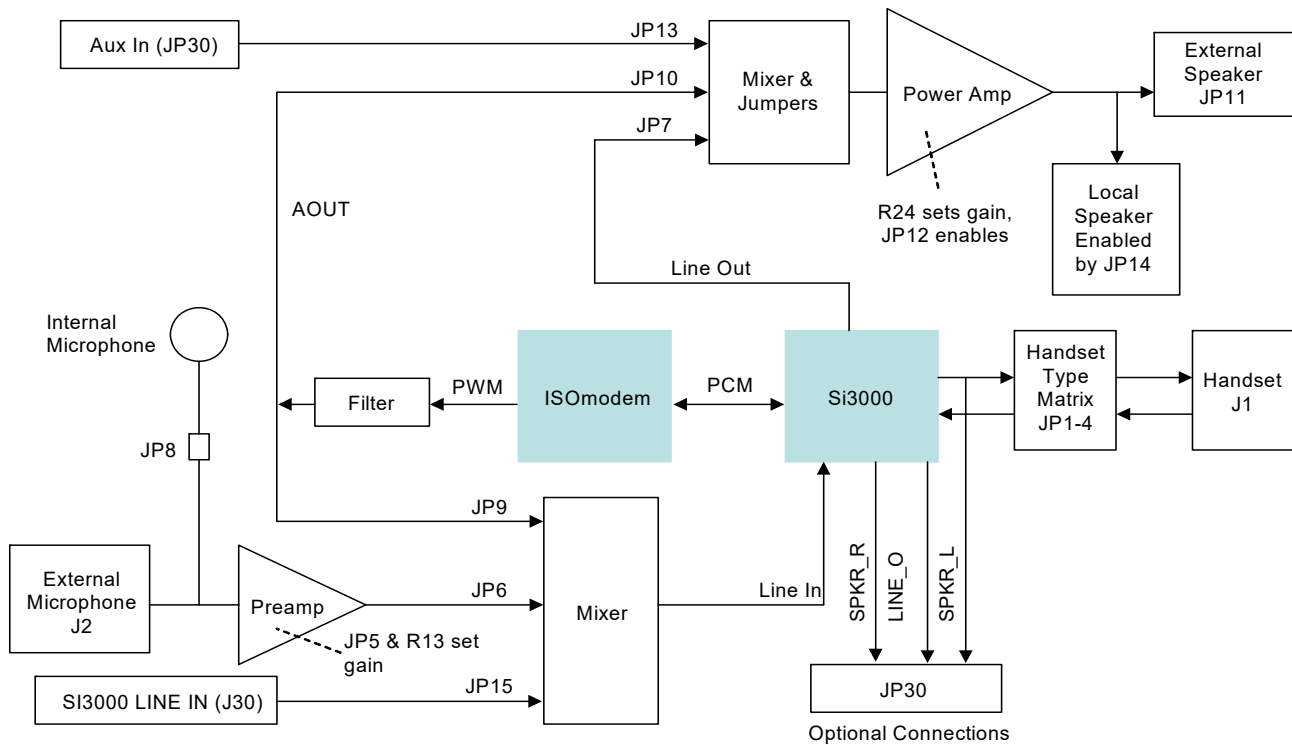 Aux In (JP30)
JP13
JP10
JP7
Mixer &
Jumpers
Power Amp
External
Speaker
JP11
R24 sets gain,
JP12 enables
Local
Speaker
Enabled
by JP14
AOUT
Line Out
Internal
Microphone
JP8
Filter
PWM
ISOmodem
PCM
Si3000
Handset
Type
Matrix
JP1-4
Handset
J1
External
Microphone
J2
Preamp
JP5 & R13 set
gain
JP9
JP6
JP15
Mixer
Line In
SPKR_R
LINE_O
SPKR_L
SI3000 LINE IN (J30)
JP30
Optional Connections